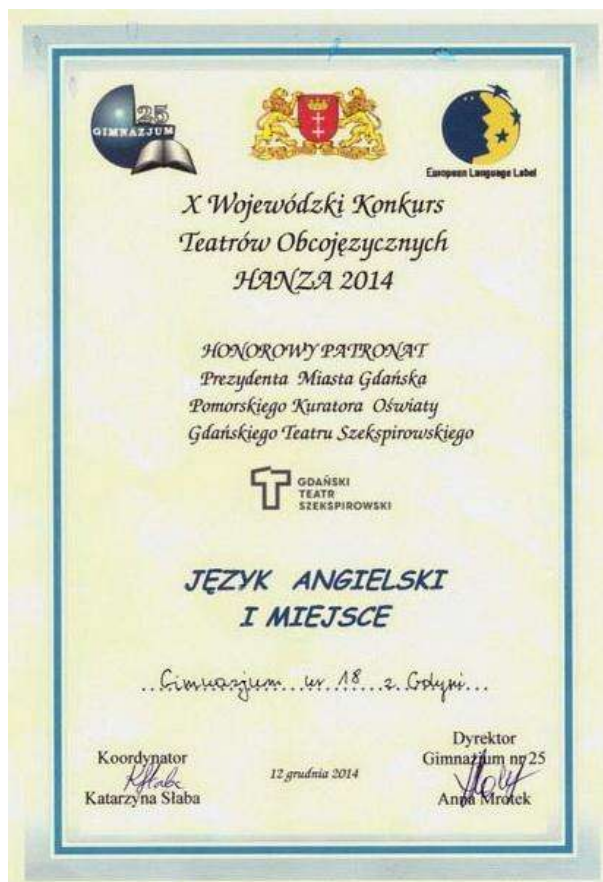 25
GIMNAZJUM
European Language Label
X Wojewódzki Konkurs
Teatrów Obcojęzycznych
HANZA 2014
HONOROWY PATRONAT
Prezydenta Miasta Gdańska
Pomorskiego Kuratora Oświaty
Gdańskiego Teatru Szekspirowskiego
GDAŃSKI
TEATR
SZEKSPIROWSKI
JĘZYK ANGIELSKI
I MIEJSCE
Gimnazjum nr 18 z Gdyni
Koordynator
Katarzyna Słaba
12 grudnia 2014
Dyrektor
Gimnazjum nr 25
Anna Mrotek